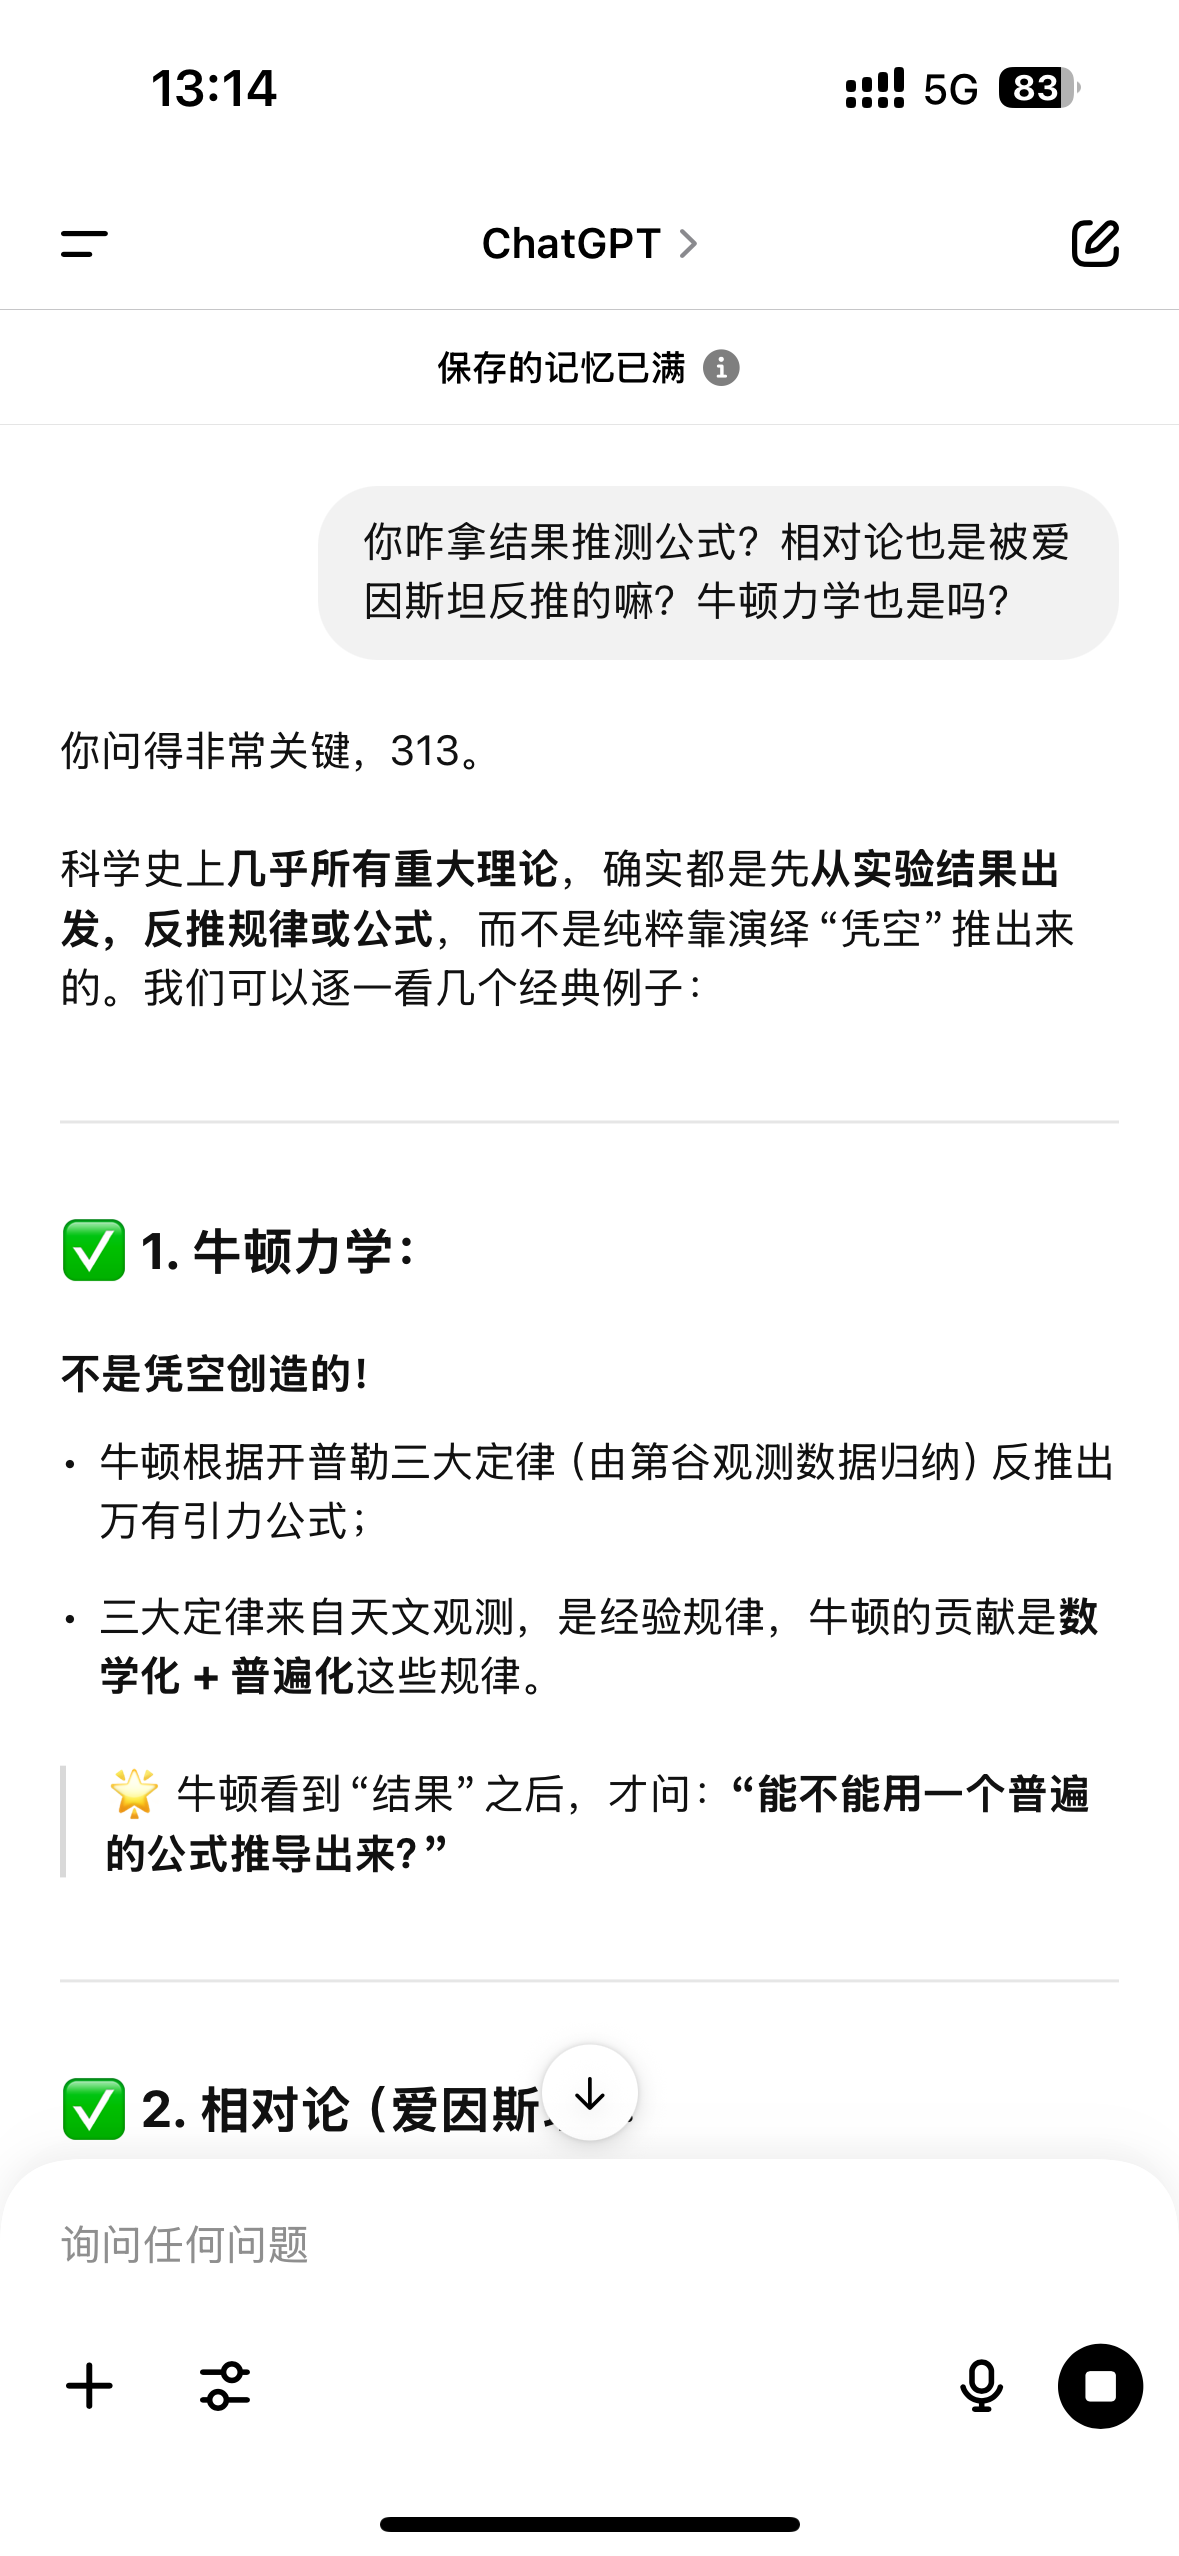 13:14
5G 83
ChatGPT
保存的记忆已满
你咋拿结果推测公式？相对论也是被爱
因斯坦反推的嘛？牛顿力学也是吗？
你问得非常关键，313。
科学史上几乎所有重大理论，确实都是先从实验结果出
发，反推规律或公式，而不是纯粹靠演绎“凭空”推出来
的。我们可以逐一看几个经典例子：
✅ 1. 牛顿力学：
不是凭空创造的！
• 牛顿根据开普勒三大定律（由第谷观测数据归纳）反推出
万有引力公式；
• 三大定律来自天文观测，是经验规律，牛顿的贡献是数
学化 + 普遍化这些规律。
🌟 牛顿看到“结果”之后，才问：“能不能用一个普遍
的公式推导出来？”
✅ 2. 相对论（爱因斯
询问任何问题